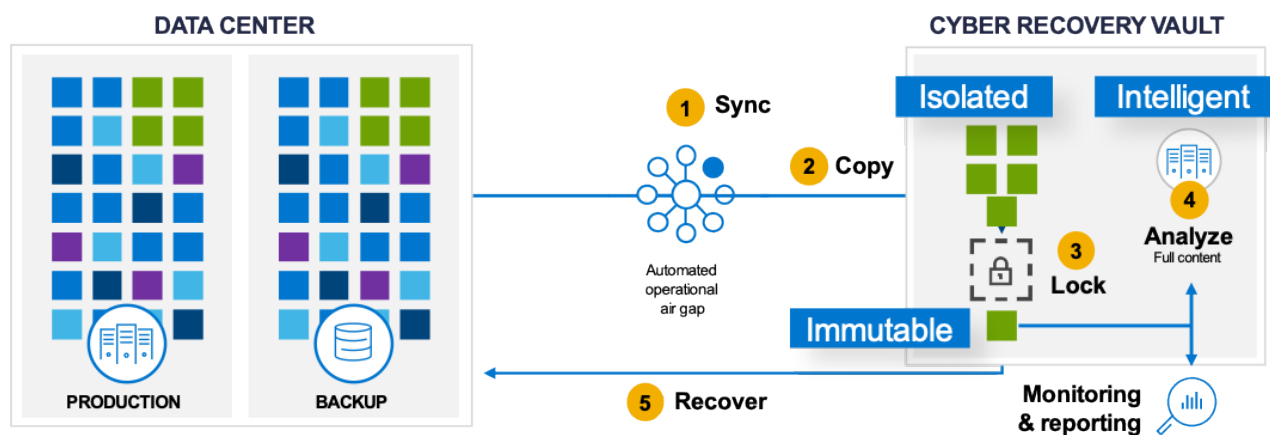 DATA CENTER
CYBER RECOVERY VAULT
PRODUCTION
BACKUP
1 Sync
Automated
operational
air gap
2 Copy
Isolated
Intelligent
3
Lock
4
Analyze
Full content
Immutable
5 Recover
Monitoring
& reporting